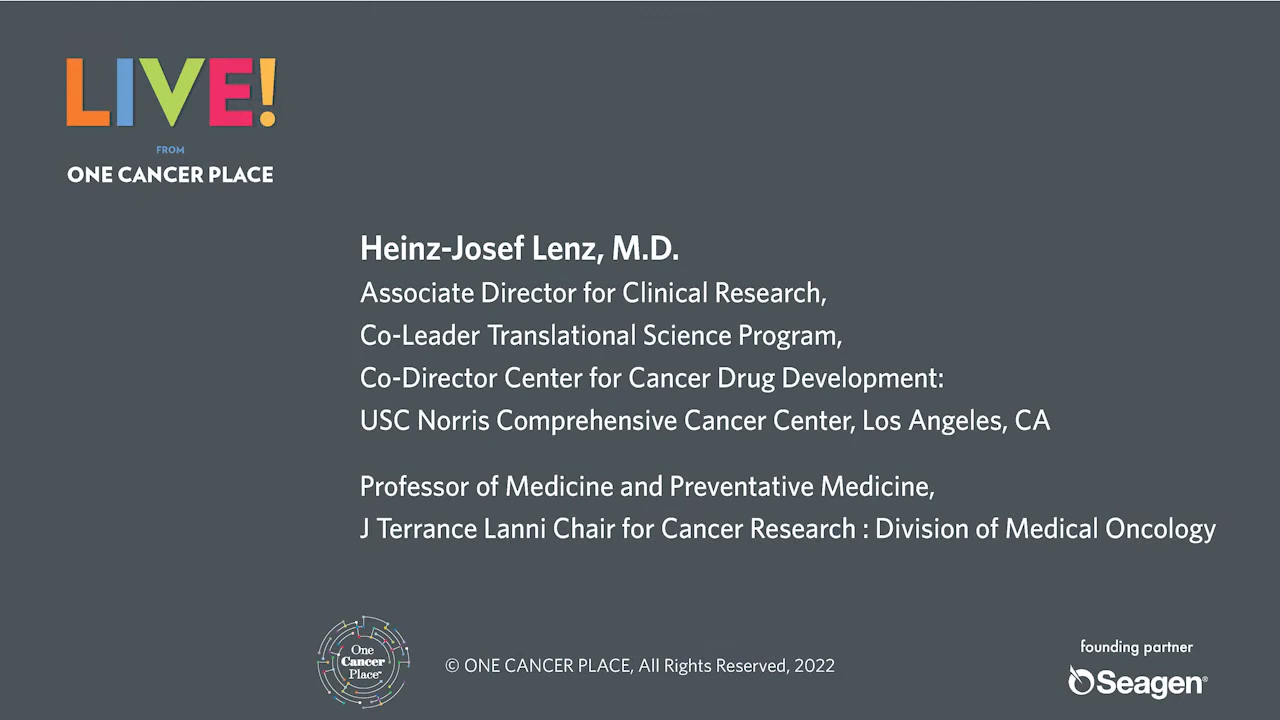 LIVE!
FROM
ONE CANCER PLACE
Heinz-Josef Lenz, M.D.
Associate Director for Clinical Research,
Co-Leader Translational Science Program,
Co-Director Center for Cancer Drug Development:
USC Norris Comprehensive Cancer Center, Los Angeles, CA
Professor of Medicine and Preventative Medicine,
J Terrance Lanni Chair for Cancer Research : Division of Medical Oncology
One
Cancer
Place™
© ONE CANCER PLACE, All Rights Reserved, 2022
founding partner
Seagen®